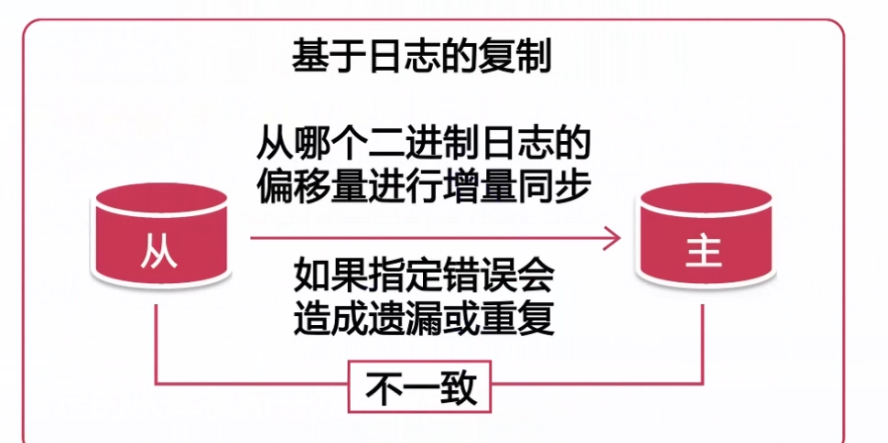 基于日志的复制
从哪个二进制日志的
偏移量进行增量同步
从
主
如果指定错误会
造成遗漏或重复
不一致